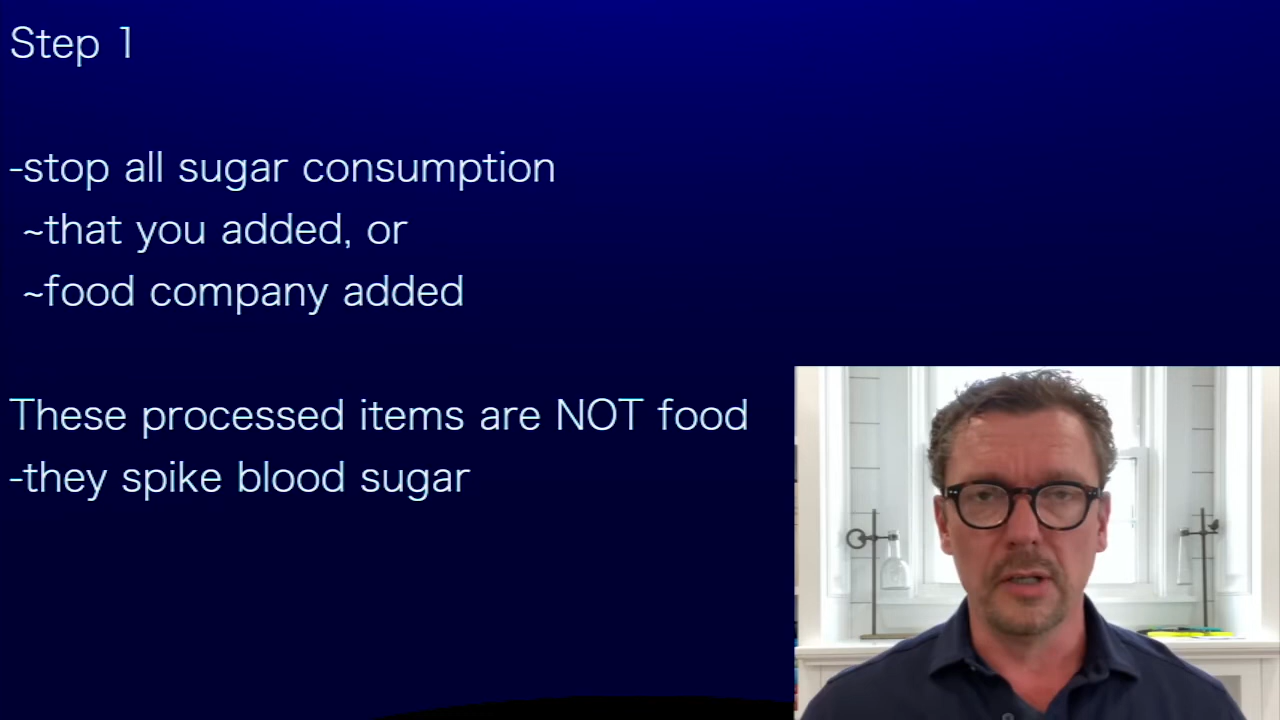 Step 1
-stop all sugar consumption
~that you added, or
~food company added
These processed items are NOT food
-they spike blood sugar